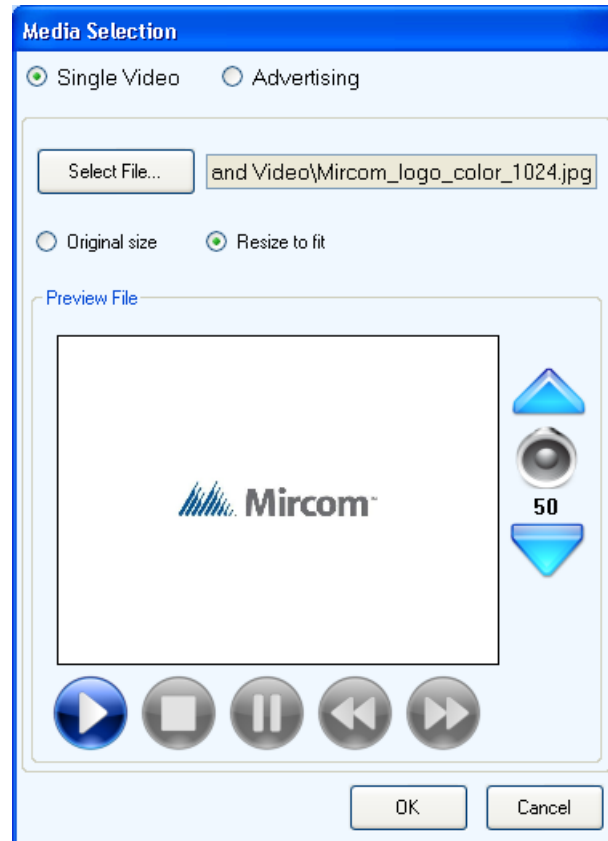 Media Selection
Single Video Advertising
Select File... and Video\Mircom_logo_color_1024.jpg
Original size Resize to fit
Preview File
Mircom™
50
OK Cancel